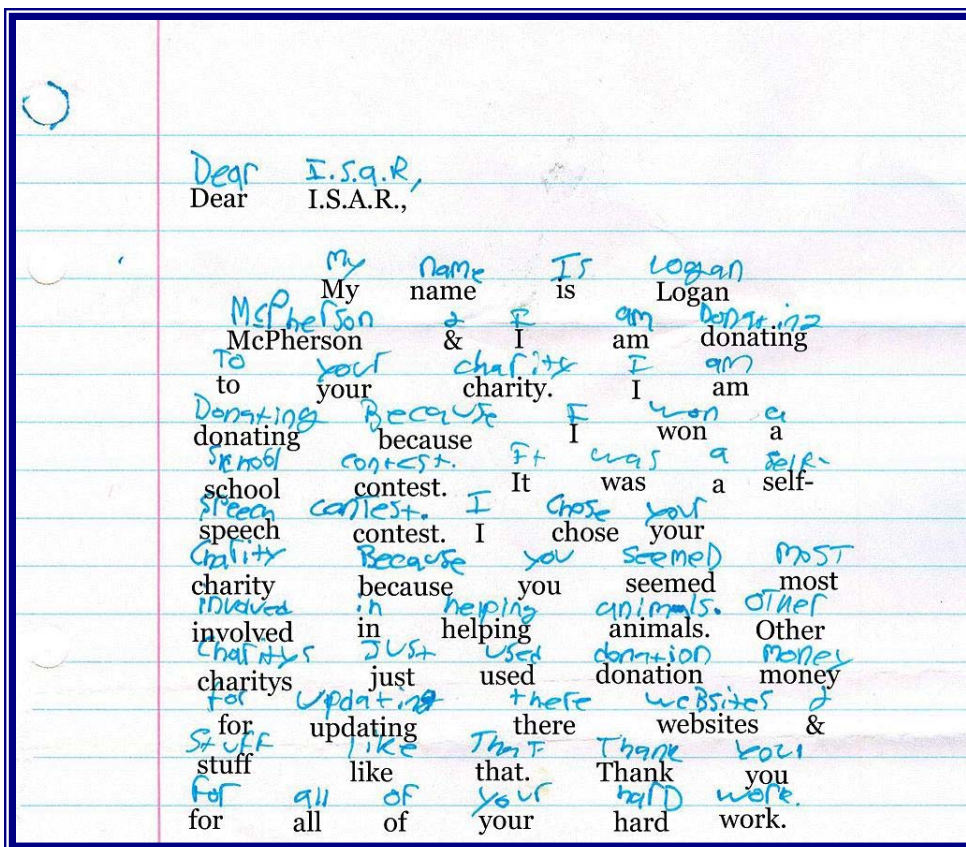 Dear I.S.a.R,
Dear I.S.A.R.,
My name Is Logan
My name is Logan
McPherson & I am Donating
McPherson & I am donating
To your charity I am
to your charity. I am
Donating Because I won a
donating because I won a
School contest. It was a self-
school contest. It was a self-
Speech contest. I chose your
speech contest. I chose your
Charity Because you seemeD MOST
charity because you seemed most
involved in helping animals. OTher
involved in helping animals. Other
Charitys JUSt used donation money
charitys just used donation money
for updating there weBsites &
for updating there websites &
StuFF like ThaT Thank you
stuff like that. Thank you
For all of your harD work.
for all of your hard work.